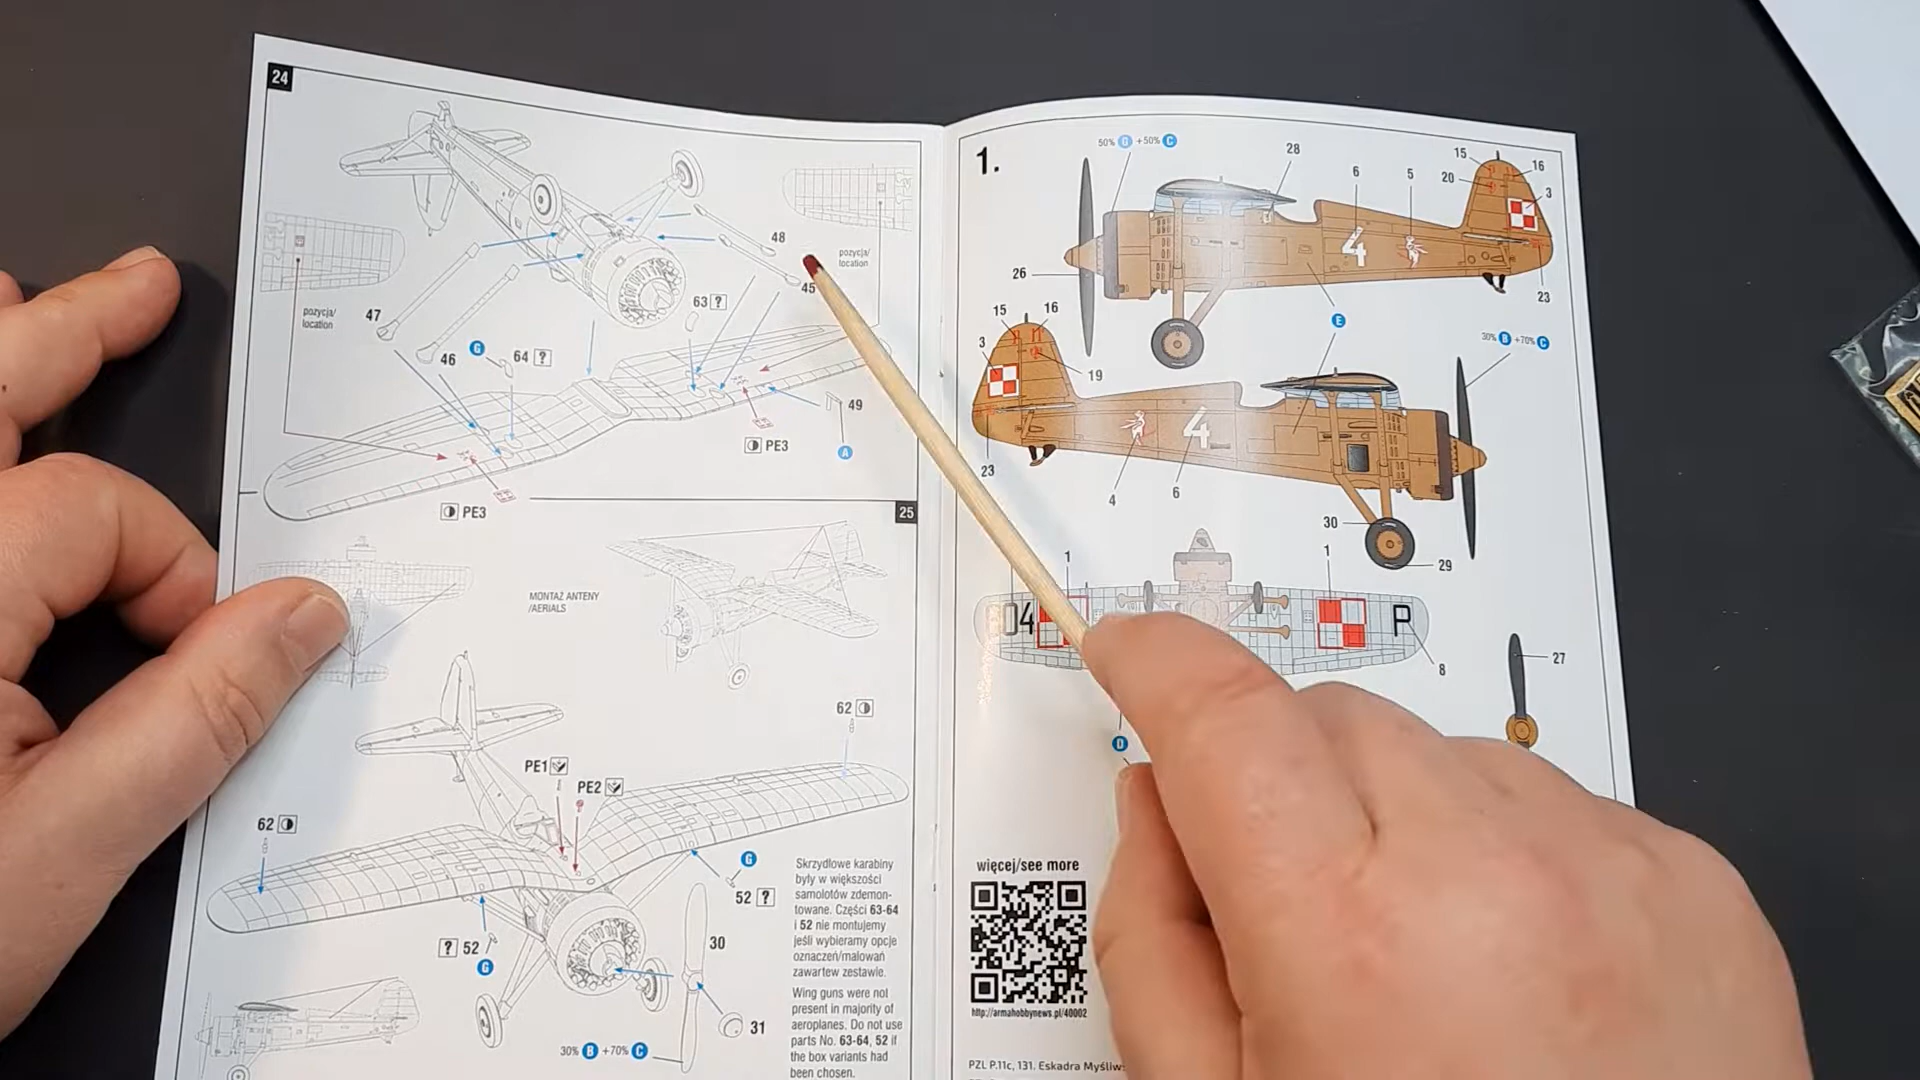 24
48
pozycja/
location
45
63 ?
pozycja/
location
47
46
G
64 ?
49
A
PE3
PE3
25
MONTAŻ ANTENY
/AERIALS
62
PE1
PE2
62
G
52 ?
? 52
G
30
31
30% B +70% C
Skrzydłowe karabiny
były w większości
samolotów zdemon-
towane. Części 63-64
i 52 nie montujemy
jeśli wybieramy opcje
oznaczeń/malowań
zawartew zestawie.
Wing guns were not
present in majority of
aeroplanes. Do not use
parts No. 63-64, 52 if
the box variants had
been chosen.
1.
50% G +50% C
28
6
5
15
16
20
3
26
23
E
15
16
3
19
30% B +70% C
23
4
6
30
29
1
1
04
P
8
27
D
więcej/see more
http://armahobbynews.pl/40002
PZL P.11c, 131. Eskadra